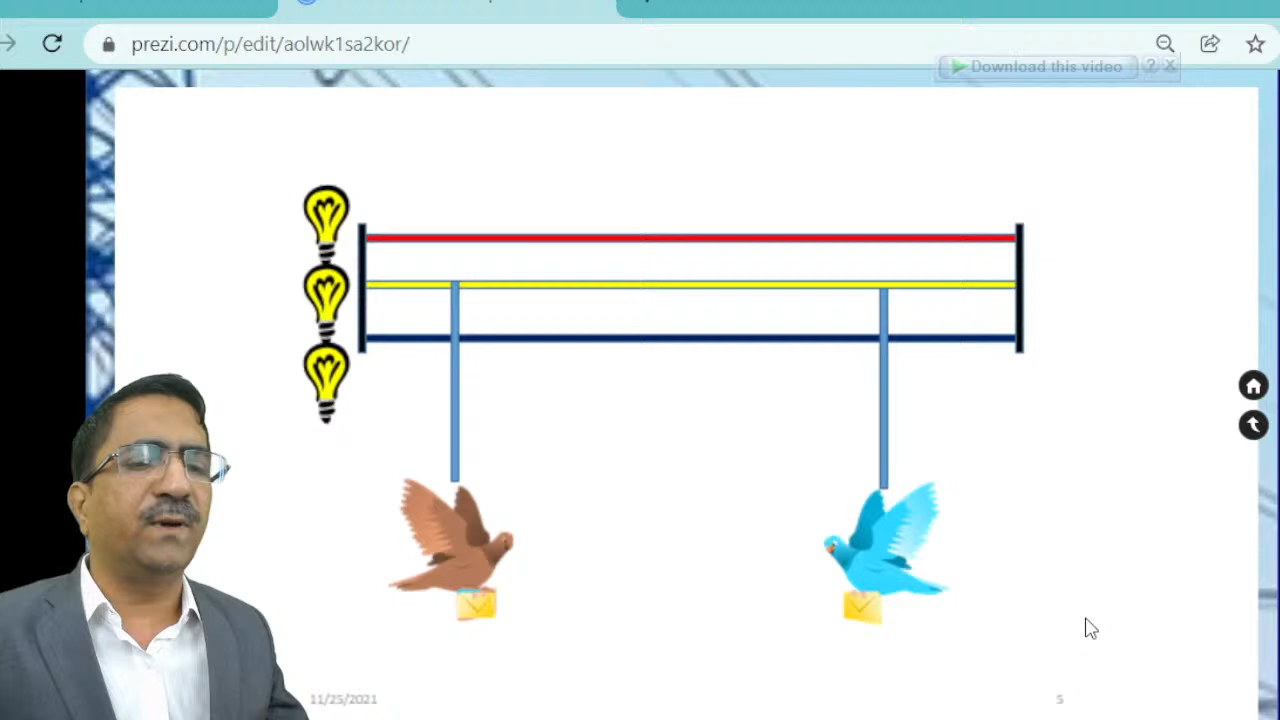 prezi.com/p/edit/aolwk1sa2kor/
Download this video ? X
11/25/2021
5